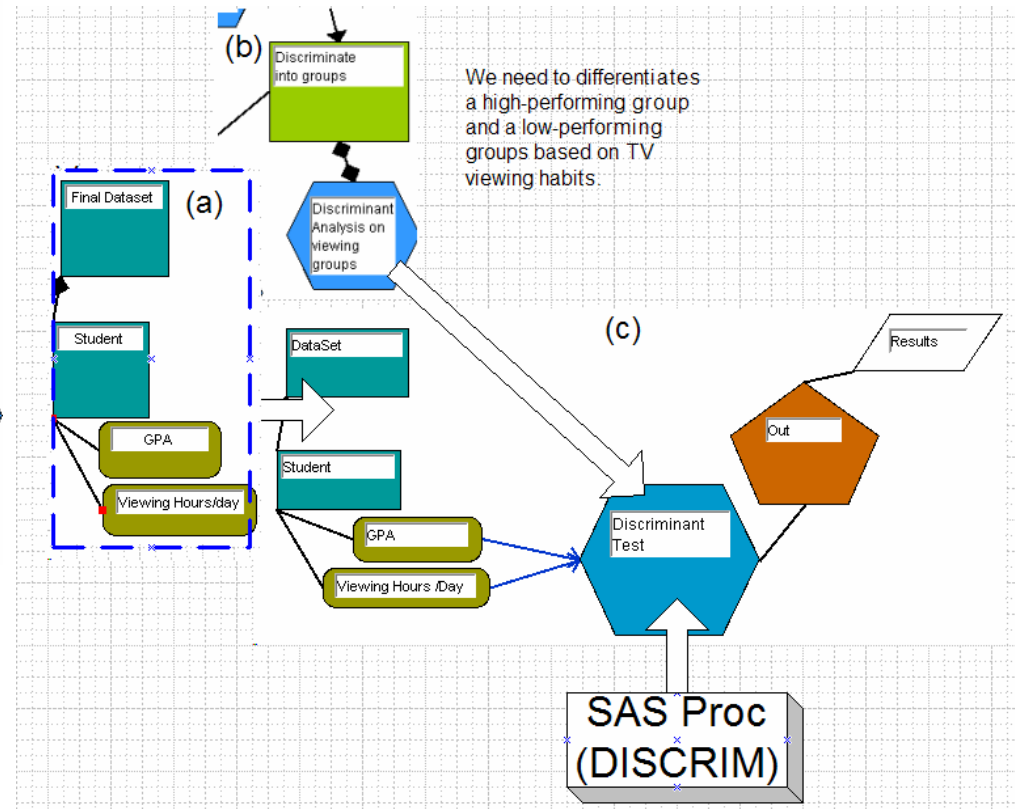 (b)
Discriminate
into groups
We need to differentiates
a high-performing group
and a low-performing
groups based on TV
viewing habits.
(a)
Final Dataset
Discriminant
Analysis on
viewing
groups
(c)
Student
DataSet
Results
GPA
Out
Viewing Hours/day
Student
Discriminant
Test
GPA
Viewing Hours /Day
SAS Proc
(DISCRIM)